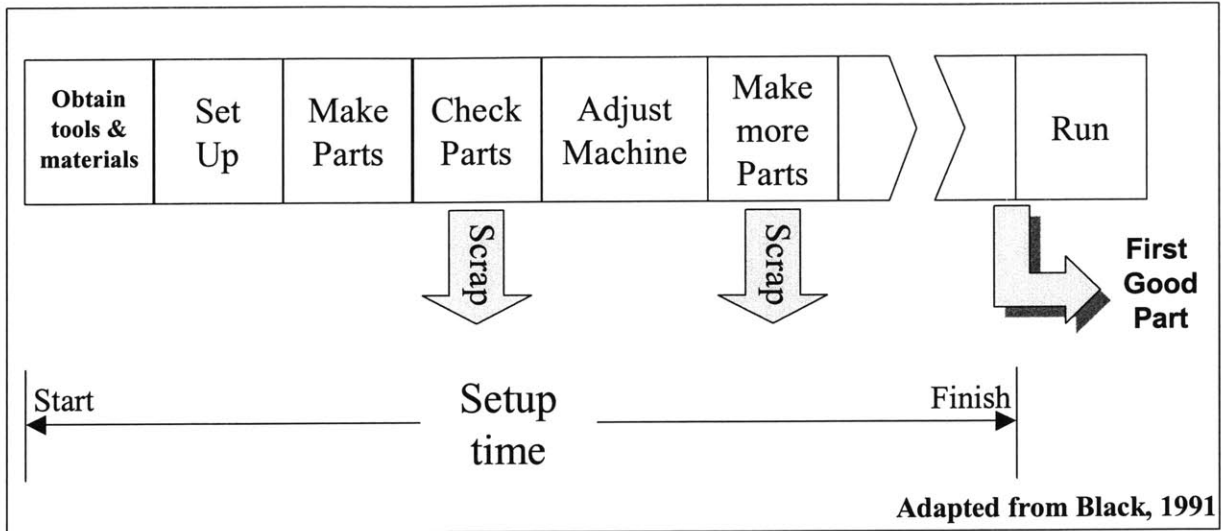 Obtain
tools &
materials
Set
Up
Make
Parts
Check
Parts
Adjust
Machine
Make
more
Parts
Run
Scrap
Scrap
First
Good
Part
Start
Setup
time
Finish
Adapted from Black, 1991